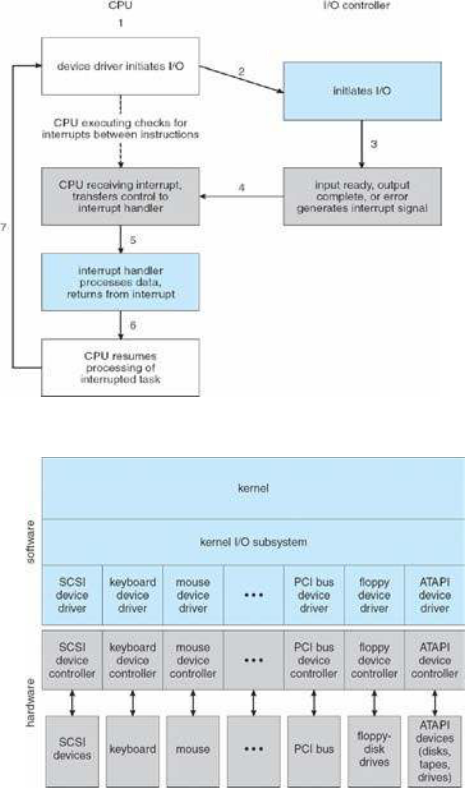 CPU
I/O controller
1
device driver initiates I/O
2
initiates I/O
CPU executing checks for
interrupts between instructions
3
CPU receiving interrupt,
transfers control to
interrupt handler
4
input ready, output
complete, or error
generates interrupt signal
7
5
interrupt handler
processes data,
returns from interrupt
6
CPU resumes
processing of
interrupted task
software
kernel
kernel I/O subsystem
SCSI
device
driver
keyboard
device
driver
mouse
device
driver
•••
PCI bus
device
driver
floppy
device
driver
ATAPI
device
driver
hardware
SCSI
device
controller
keyboard
device
controller
mouse
device
controller
•••
PCI bus
device
controller
floppy
device
controller
ATAPI
device
controller
SCSI
devices
keyboard
mouse
•••
PCI bus
floppy-
disk
drives
ATAPI
devices
(disks,
tapes,
drives)